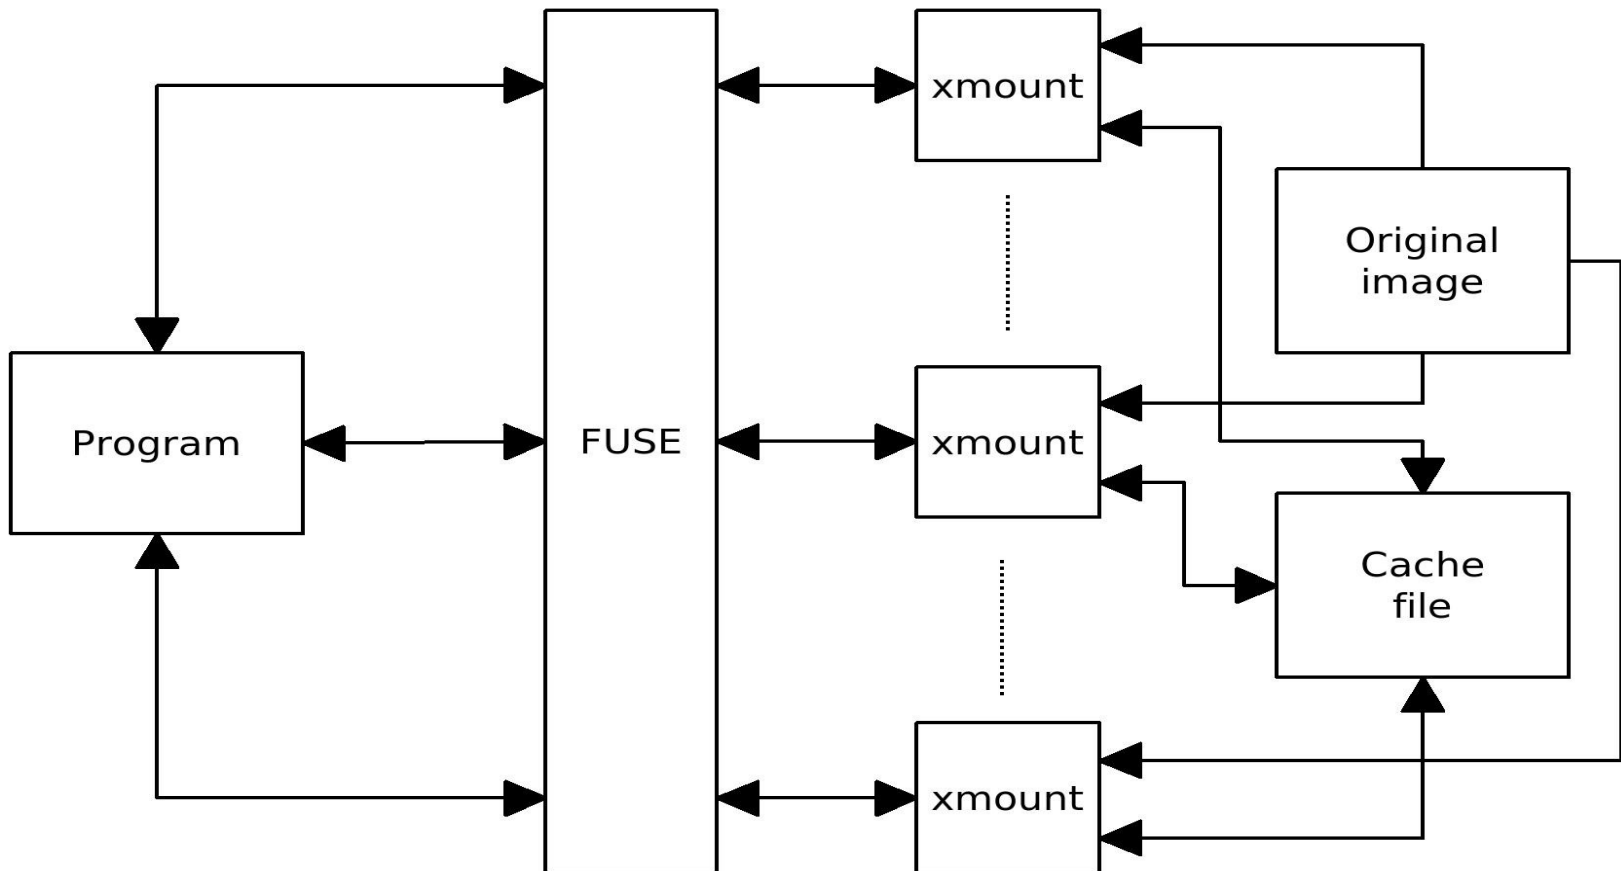 xmount
Original
image
Program
FUSE
xmount
Cache
file
xmount